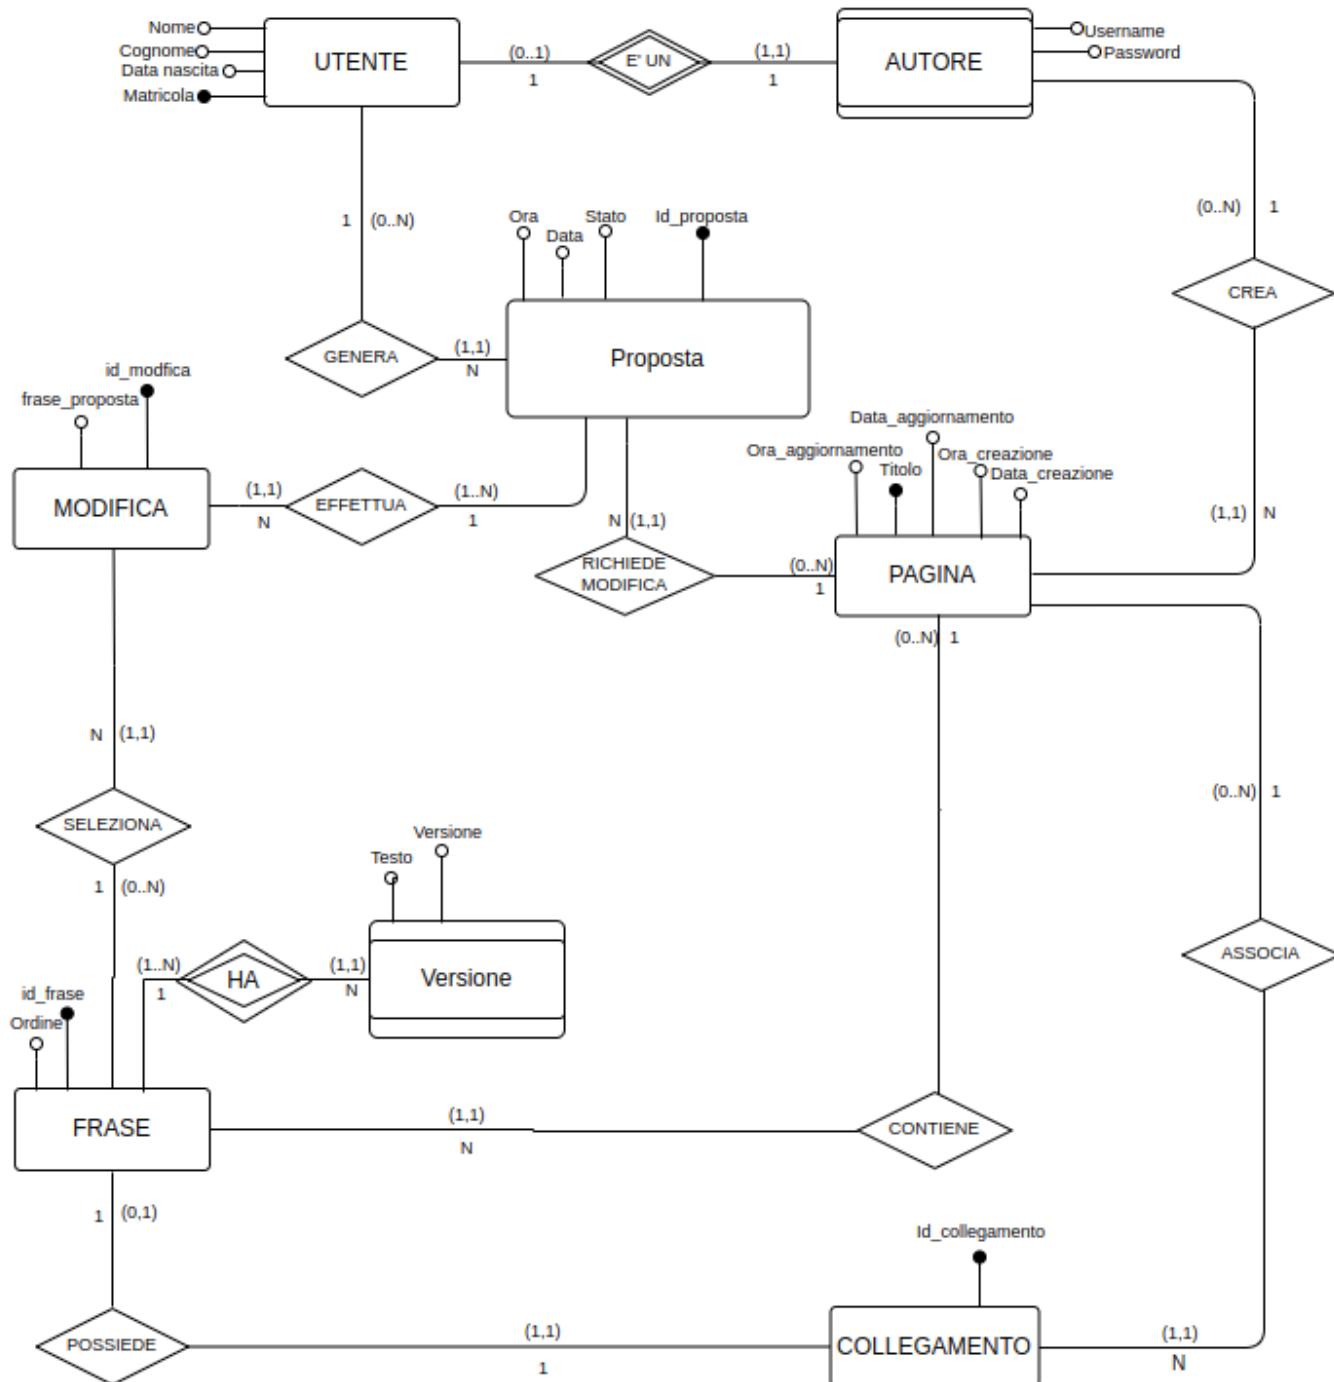 Nome
Cognome
Data nascita
Matricola
UTENTE
(0..1)
1
E' UN
(1,1)
1
AUTORE
Username
Password
1
(0..N)
(0..N)
1
CREA
Ora
Data
Stato
Id_proposta
GENERA
(1,1)
N
Proposta
id_modfica
frase_proposta
MODIFICA
(1,1)
N
EFFETTUA
(1..N)
1
N
(1,1)
RICHIEDE
MODIFICA
(0..N)
1
Data_aggiornamento
Ora_aggiornamento
Titolo
Ora_creazione
Data_creazione
PAGINA
(1,1)
N
(0..N)
1
N
(1,1)
SELEZIONA
1
(0..N)
(0..N)
1
ASSOCIA
Testo
Versione
Versione
(1..N)
1
HA
(1,1)
N
id_frase
Ordine
FRASE
(1,1)
N
CONTIENE
1
(0,1)
POSSIEDE
(1,1)
1
Id_collegamento
COLLEGAMENTO
(1,1)
N